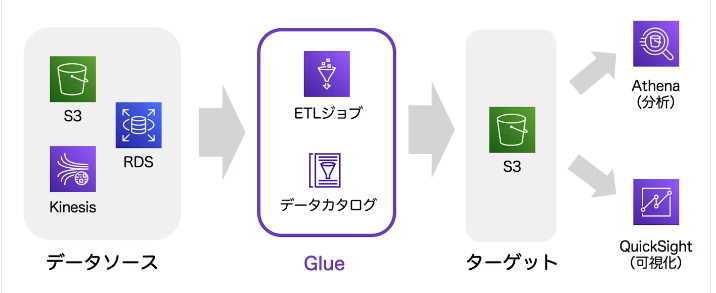 S3
RDS
Kinesis
データソース
ETLジョブ
データカタログ
Glue
S3
ターゲット
Athena
（分析）
QuickSight
（可視化）